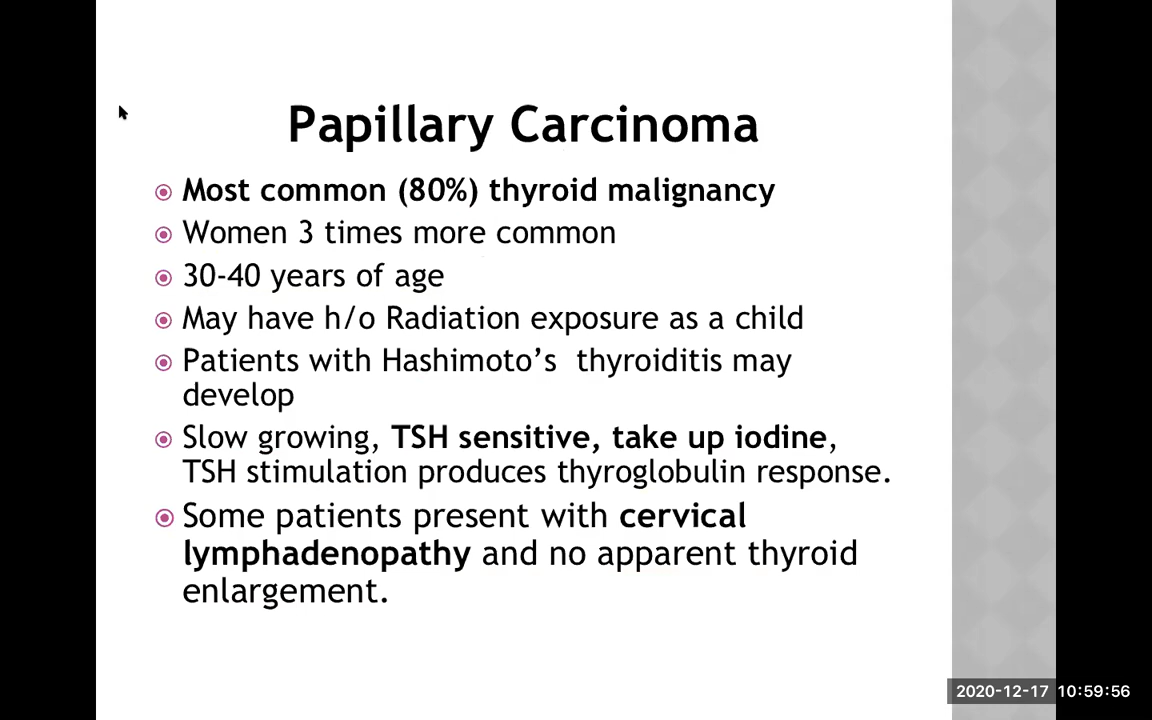 Papillary Carcinoma
Most common (80%) thyroid malignancy
Women 3 times more common
30-40 years of age
May have h/o Radiation exposure as a child
Patients with Hashimoto’s  thyroiditis may
develop
Slow growing, TSH sensitive, take up iodine,
TSH stimulation produces thyroglobulin response.
Some patients present with cervical
lymphadenopathy and no apparent thyroid
enlargement.
2020-12-17 10:59:56